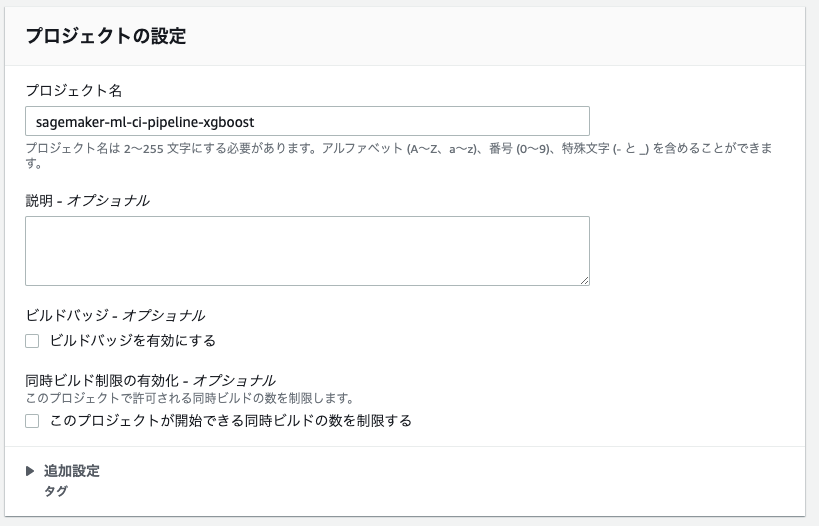 プロジェクトの設定
プロジェクト名
sagemaker-ml-ci-pipeline-xgboost
プロジェクト名は 2～255 文字にする必要があります。アルファベット (A～Z、a～z)、番号 (0～9)、特殊文字 (- と _) を含めることができま
す。
説明 - オプショナル
ビルドバッジ - オプショナル
ビルドバッジを有効にする
同時ビルド制限の有効化 - オプショナル
このプロジェクトで許可される同時ビルドの数を制限します。
このプロジェクトが開始できる同時ビルドの数を制限する
追加設定
タグ